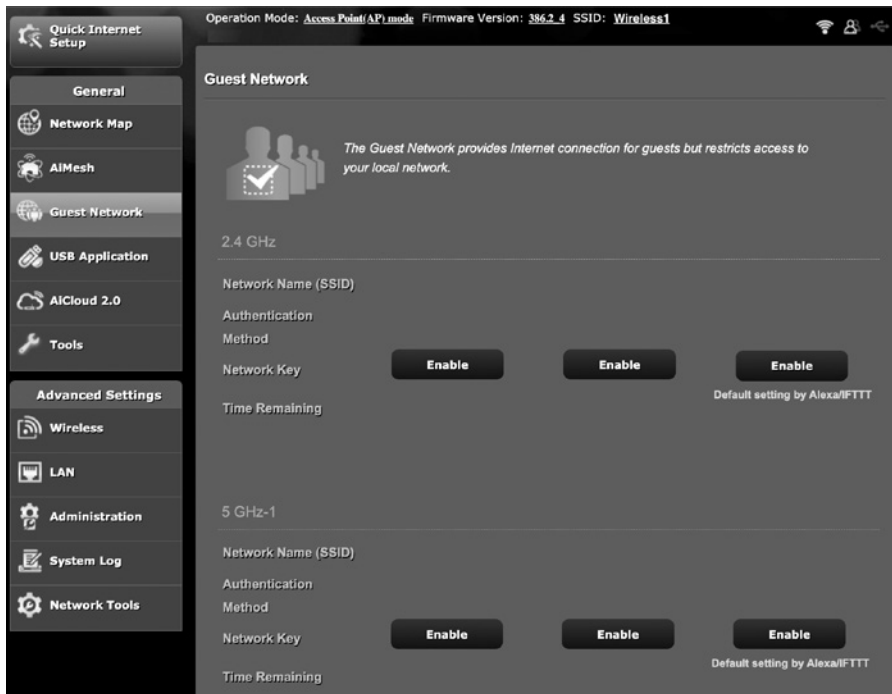 Quick Internet
Setup
Operation Mode: Access Point(AP) mode Firmware Version: 386.2_4 SSID: Wireless1
General
Network Map
AiMesh
Guest Network
USB Application
AiCloud 2.0
Tools
Advanced Settings
Wireless
LAN
Administration
System Log
Network Tools
Guest Network
The Guest Network provides Internet connection for guests but restricts access to
your local network.
2.4 GHz
Network Name (SSID)
Authentication
Method
Network Key
Enable Enable Enable
Default setting by Alexa/IFTTT
Time Remaining
5 GHz-1
Network Name (SSID)
Authentication
Method
Network Key
Enable Enable Enable
Default setting by Alexa/IFTTT
Time Remaining